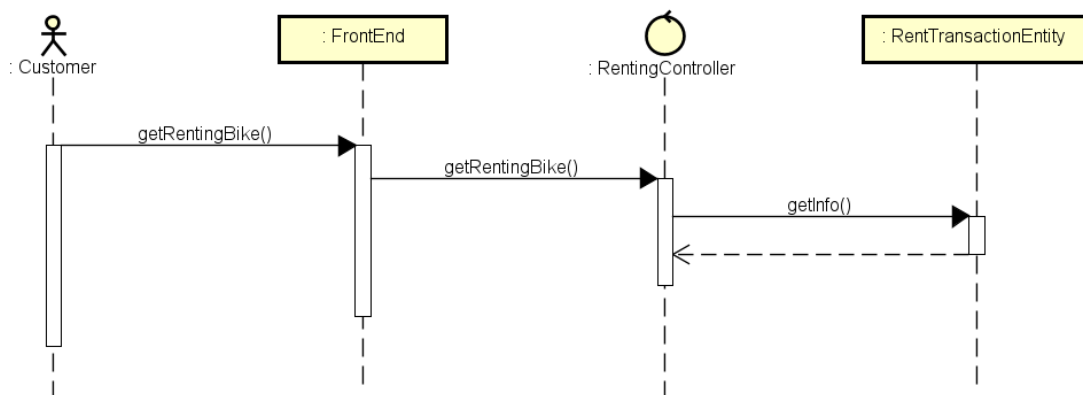 : Customer
: FrontEnd
: RentingController
: RentTransactionEntity
getRentingBike()
getRentingBike()
getInfo()